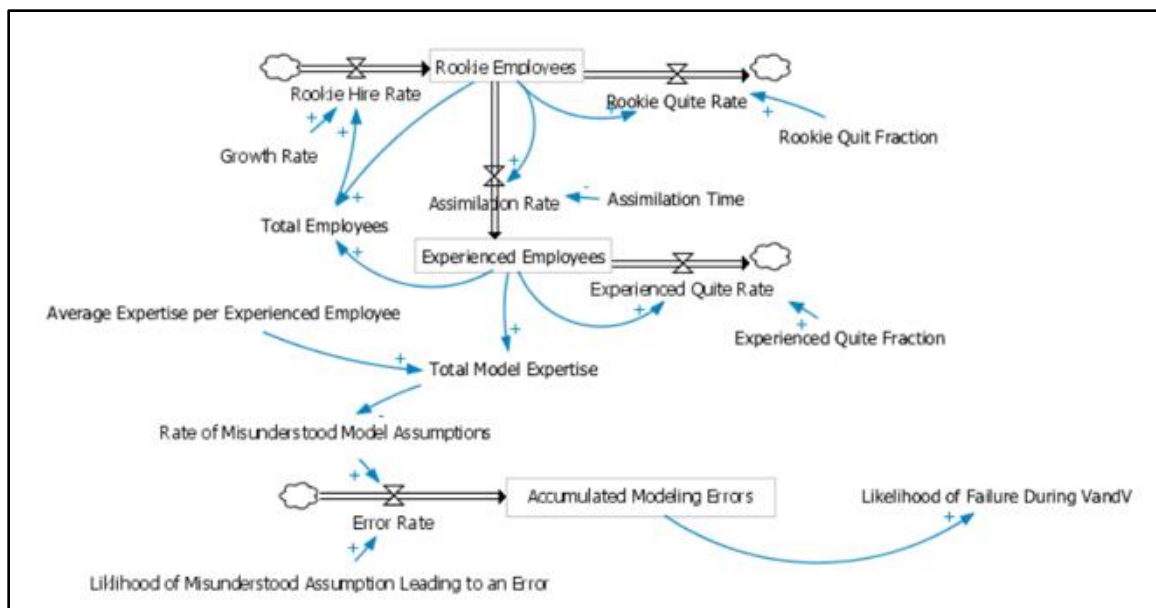 Rookie Employees
Rookie Hire Rate
Rookie Quite Rate
+
+
+
+
Growth Rate
Rookie Quit Fraction
+
+
-
Assimilation Rate
Assimilation Time
Total Employees
+
Experienced Employees
Experienced Quite Rate
Average Expertise per Experienced Employee
+
+
+
Experienced Quite Fraction
+
Total Model Expertise
-
Rate of Misunderstood Model Assumptions
+
Accumulated Modeling Errors
Likelihood of Failure During VandV
+
Error Rate
+
Liklihood of Misunderstood Assumption Leading to an Error